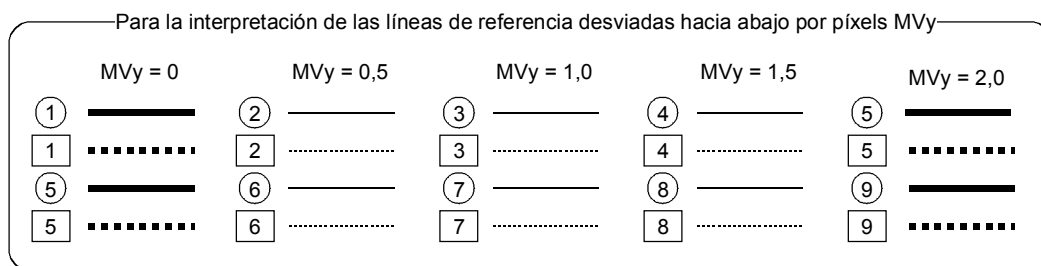 Para la interpretación de las líneas de referencia desviadas hacia abajo por píxels MVy
MVy = 0 MVy = 0,5 MVy = 1,0 MVy = 1,5 MVy = 2,0
1 2 3 4 5
1 2 3 4 5
5 6 7 8 9
5 6 7 8 9